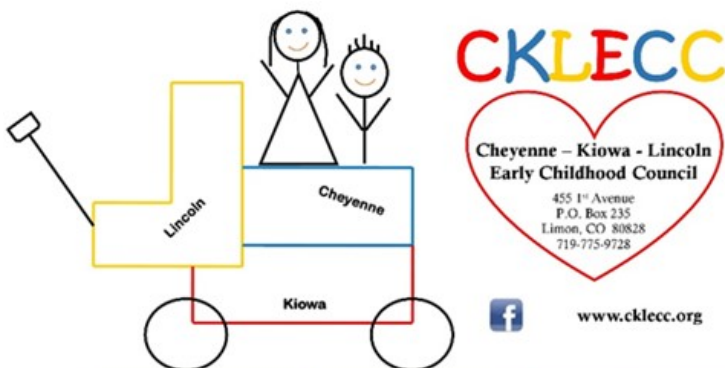 CKLECC
Cheyenne – Kiowa - Lincoln
Early Childhood Council
455 1st Avenue
P.O. Box 235
Limon, CO 80828
719-775-9728
Lincoln
Cheyenne
Kiowa
f
www.cklecc.org